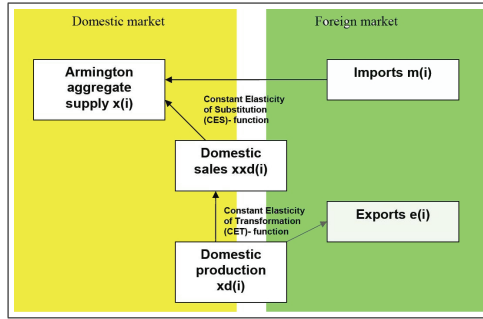 Domestic market
Foreign market
Armington
aggregate
supply x(i)
Imports m(i)
Constant Elasticity
of Substitution
(CES)- function
Domestic
sales xxd(i)
Constant Elasticity
of Transformation
(CET)- function
Exports e(i)
Domestic
production
xd(i)